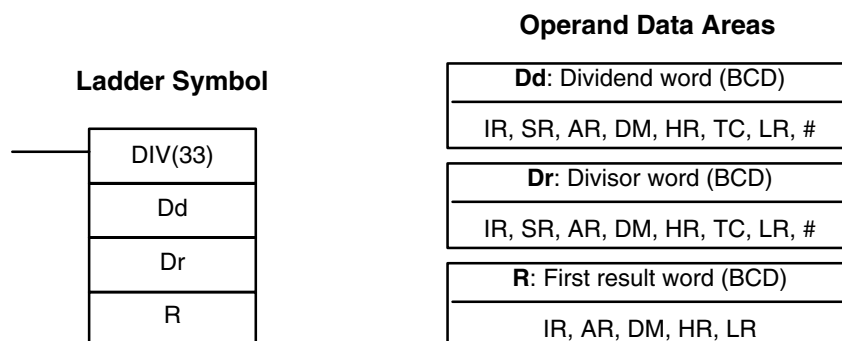 Ladder Symbol
DIV(33)
Dd
Dr
R
Operand Data Areas
Dd: Dividend word (BCD)
IR, SR, AR, DM, HR, TC, LR, #
Dr: Divisor word (BCD)
IR, SR, AR, DM, HR, TC, LR, #
R: First result word (BCD)
IR, AR, DM, HR, LR